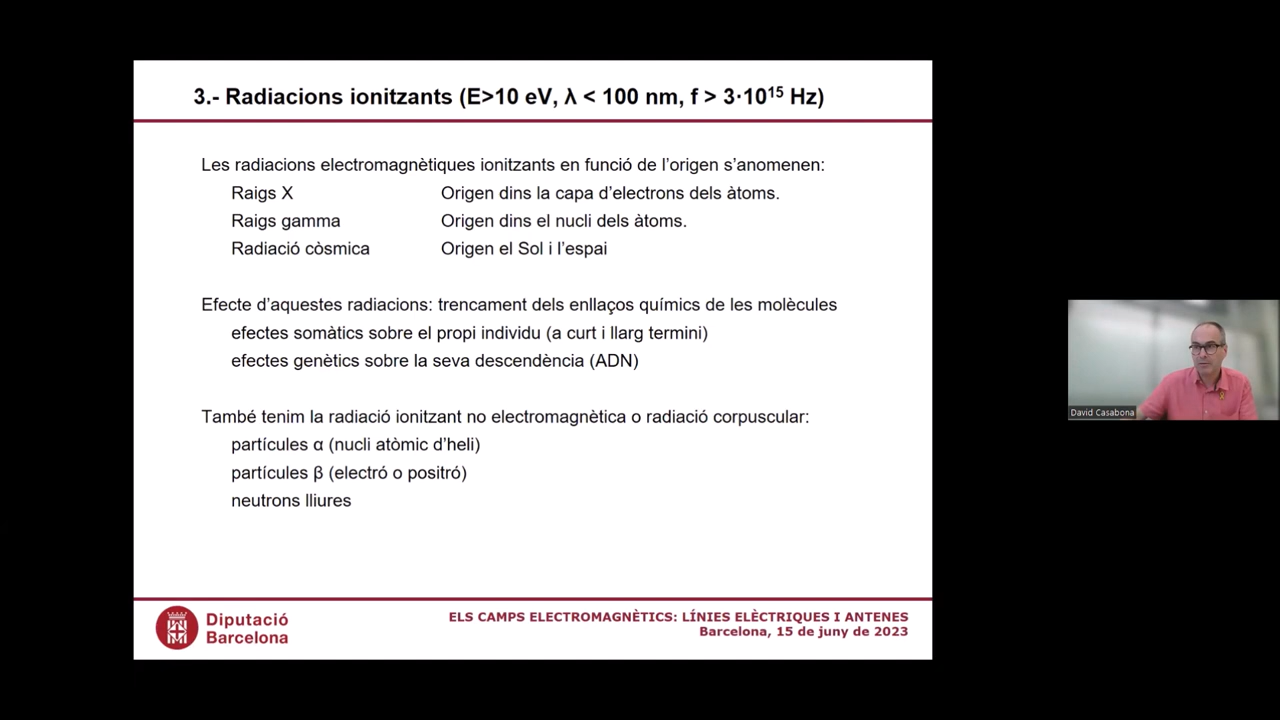 3.- Radiacions ionitzants (E>10 eV, λ < 100 nm, f > 3·10¹⁵ Hz)
Les radiacions electromagnètiques ionitzants en funció de l’origen s’anomenen:
Raigs X Origen dins la capa d’electrons dels àtoms.
Raigs gamma Origen dins el nucli dels àtoms.
Radiació còsmica Origen el Sol i l’espai
Efecte d’aquestes radiacions: trencament dels enllaços químics de les molècules
efectes somàtics sobre el propi individu (a curt i llarg termini)
efectes genètics sobre la seva descendència (ADN)
També tenim la radiació ionitzant no electromagnètica o radiació corpuscular:
partícules α (nucli atòmic d’heli)
partícules β (electró o positró)
neutrons lliures
Diputació
Barcelona
ELS CAMPS ELECTROMAGNÈTICS: LÍNIES ELÈCTRIQUES I ANTENES
Barcelona, 15 de juny de 2023
David Casabona